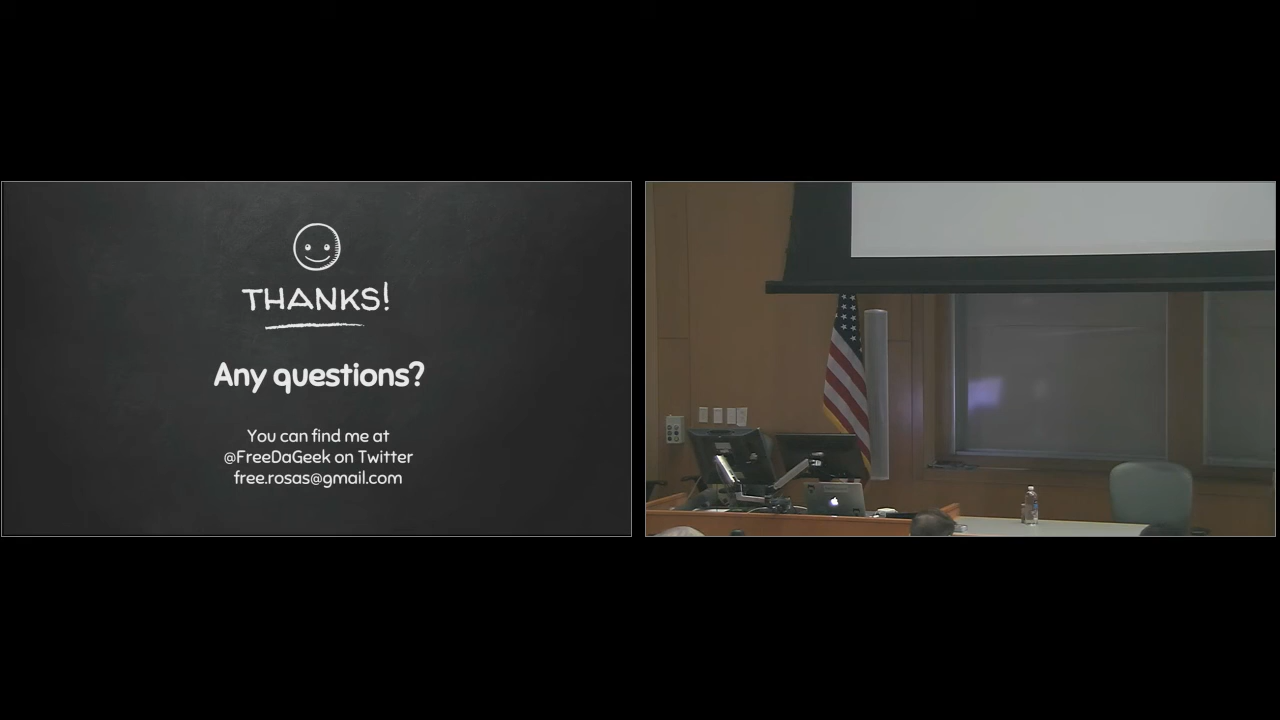 THANKS!
Any questions?
You can find me at
@FreeDaGeek on Twitter
free.rosas@gmail.com